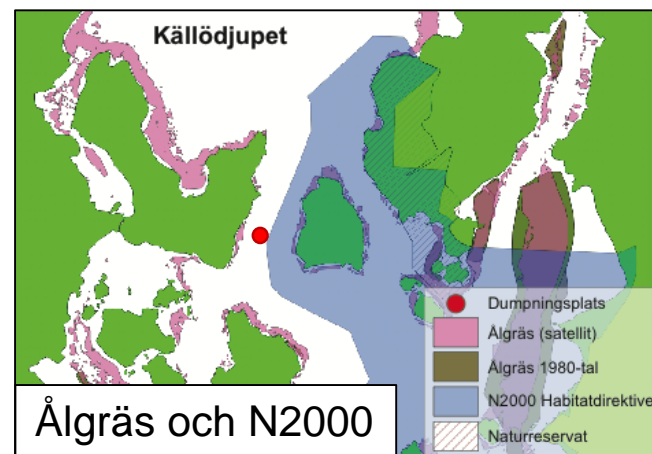 Källödjupet
Dumpningsplats
Ålgräs (satellit)
Ålgräs 1980-tal
N2000 Habitatdirektive
Naturreservat
Ålgräs och N2000